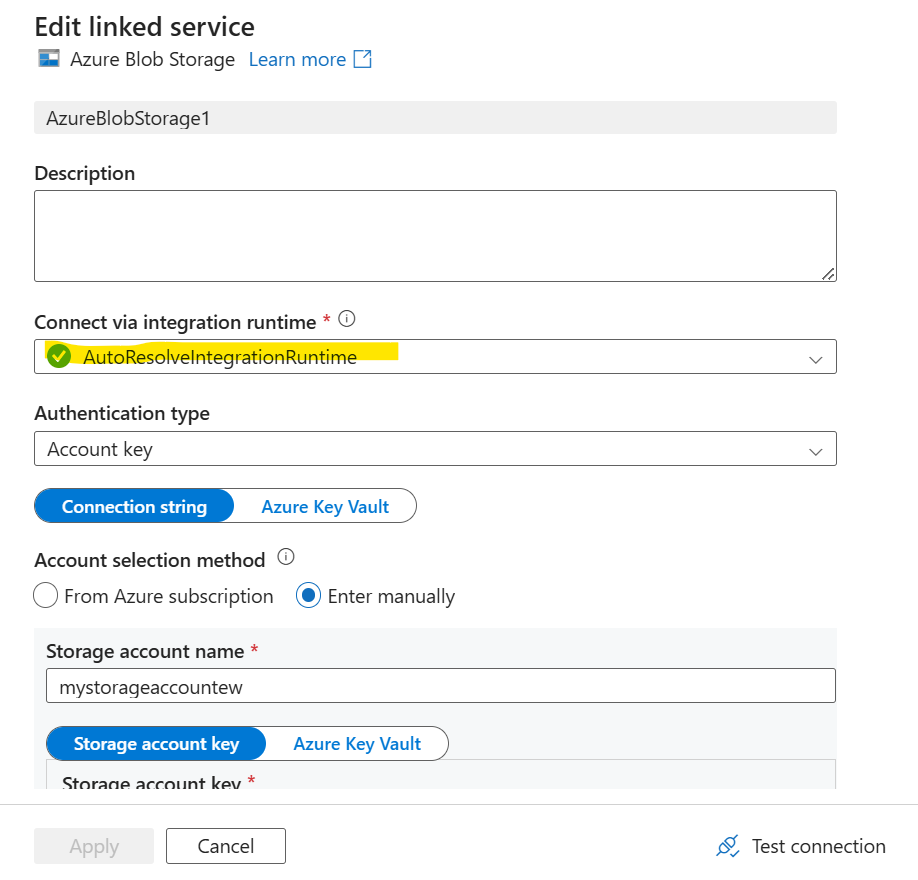 Edit linked service
Azure Blob Storage Learn more
AzureBlobStorage1
Description
Connect via integration runtime *
AutoResolveIntegrationRuntime
Authentication type
Account key
Connection string Azure Key Vault
Account selection method
From Azure subscription Enter manually
Storage account name *
mystorageaccountew
Storage account key Azure Key Vault
Storage account key *
Apply Cancel Test connection